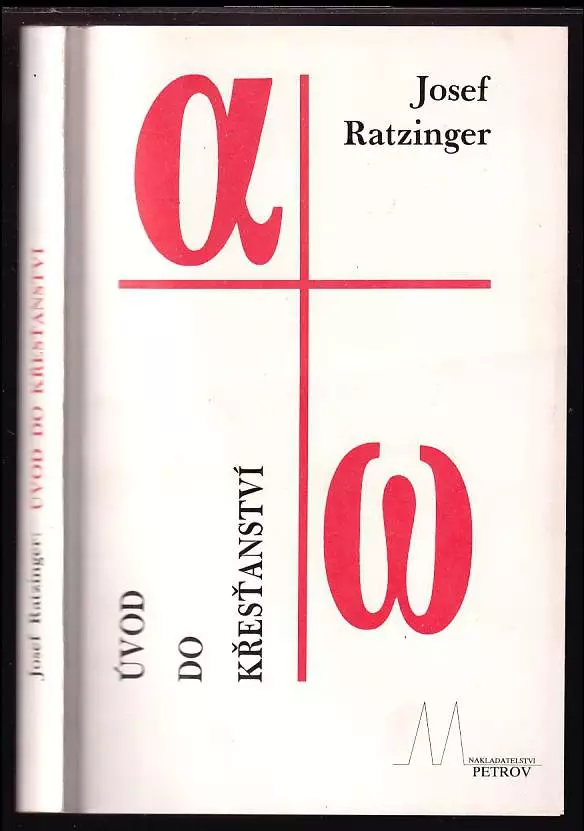 Josef Ratzinger: ÚVOD DO KŘESŤANSTVÍ
α
Josef
Ratzinger
ÚVOD
DO
KŘESŤANSTVÍ
ω
NAKLADATELSTVÍ
PETROV